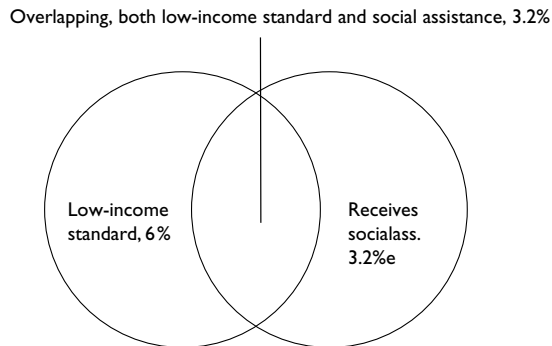 Overlapping, both low-income standard and social assistance, 3.2%
Low-income
standard, 6%
Receives
socialass.
3.2%e